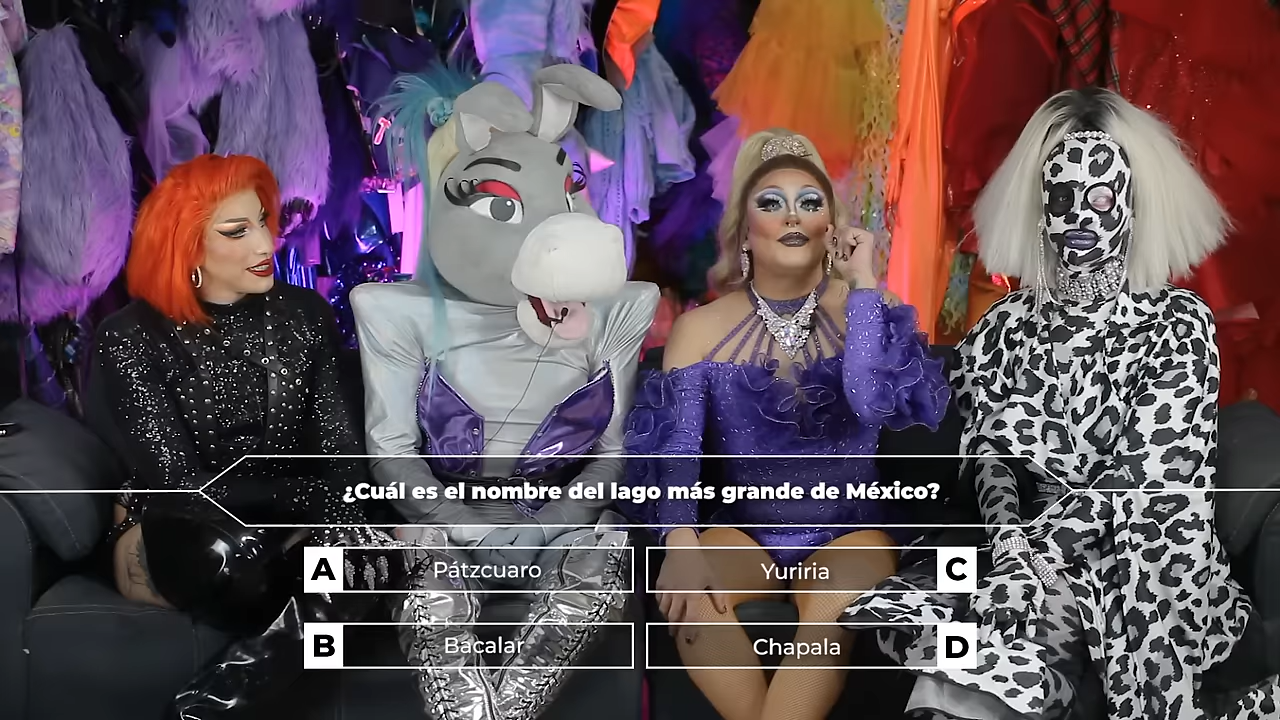 ¿Cuál es el nombre del lago más grande de México?
A Pátzcuaro
Yuriria C
B Bacalar
Chapala D